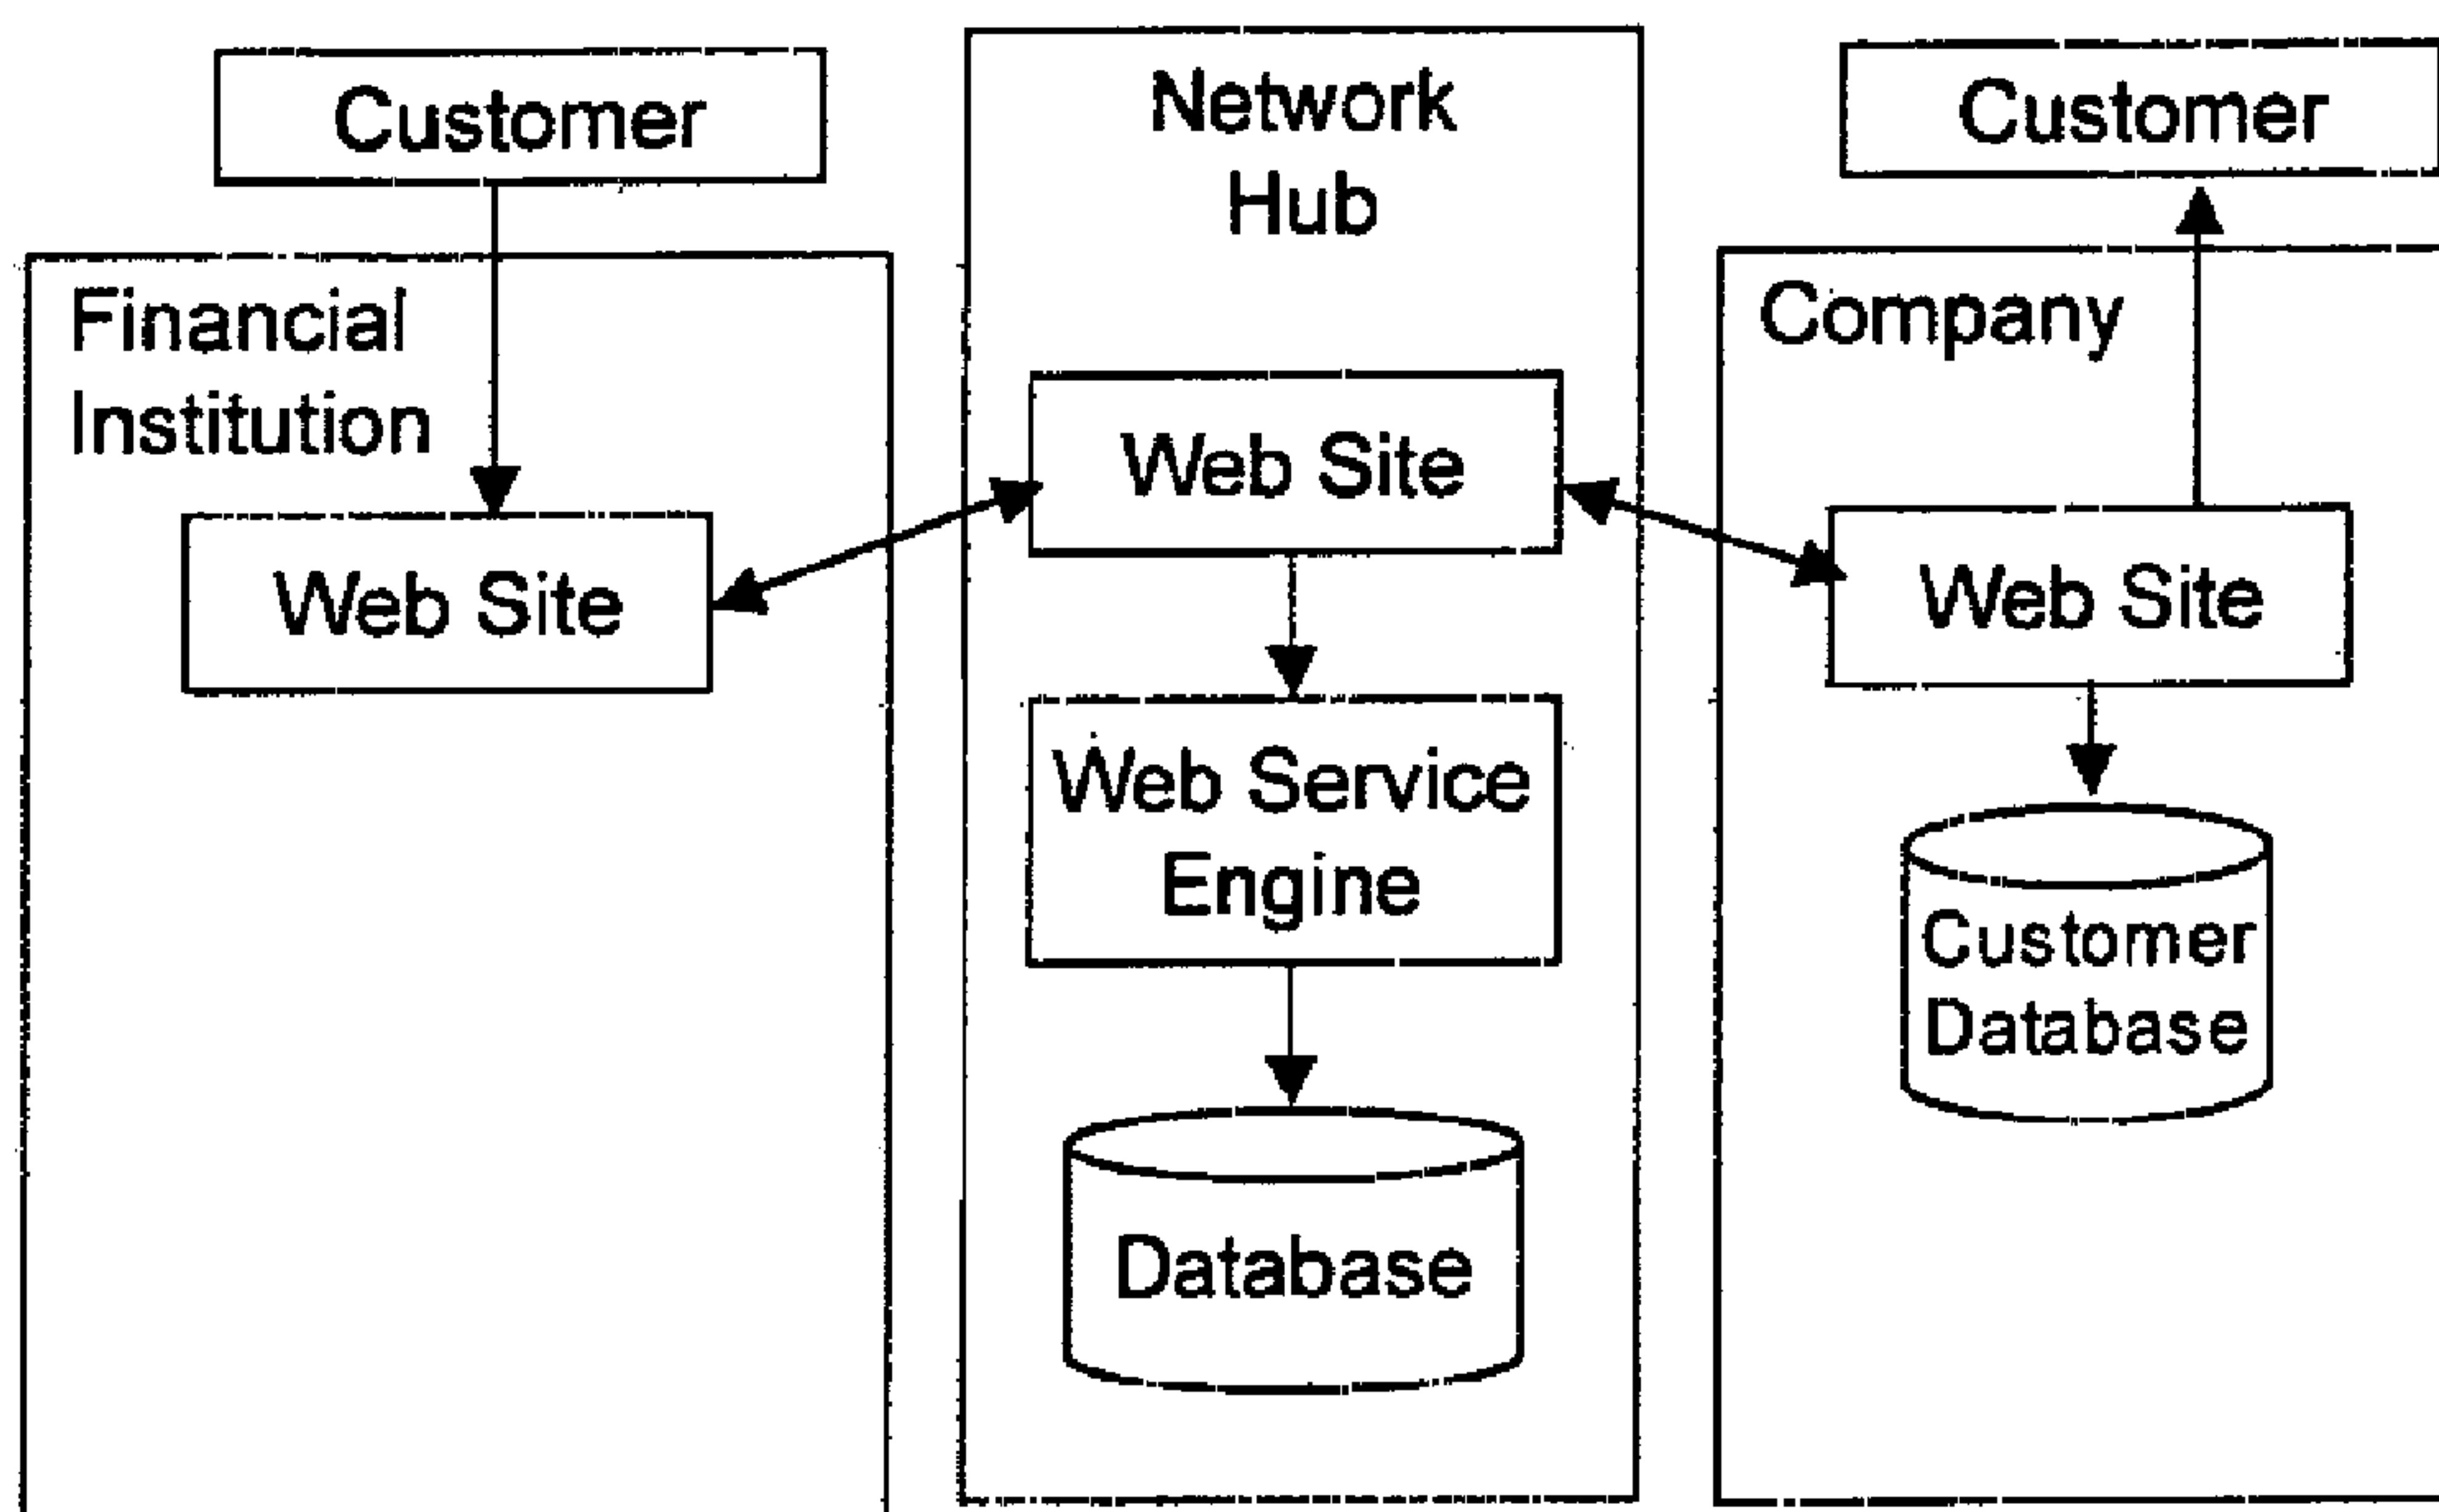 Customer
Financial
Institution
Web Site
Network
Hub
Web Site
Web Service
Engine
Database
Customer
Company
Web Site
Customer
Database